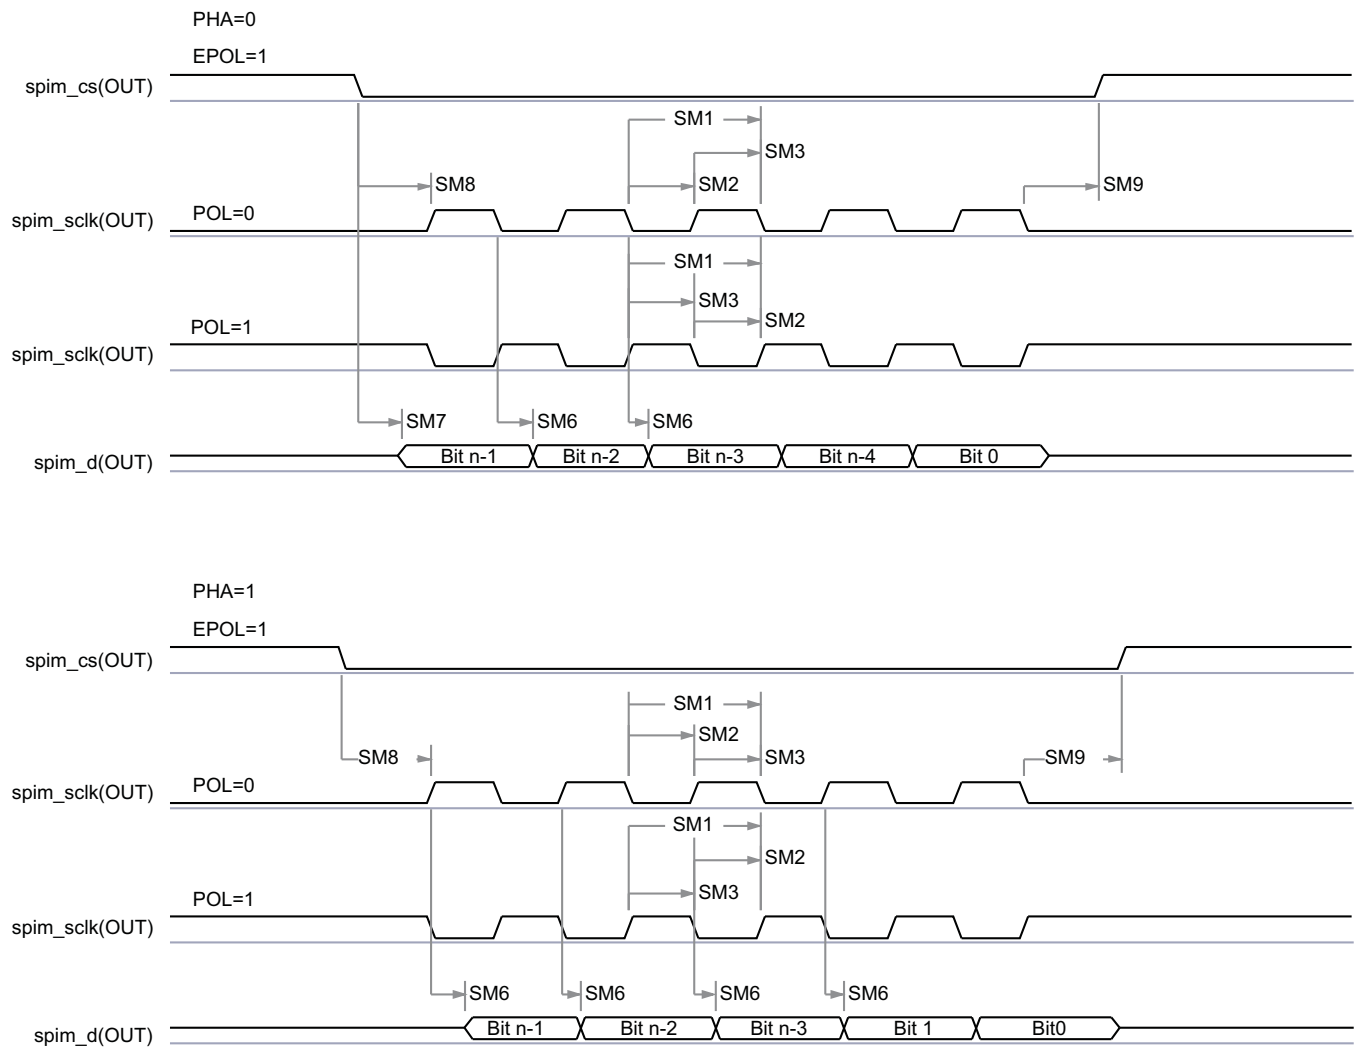 PHA=0
EPOL=1
spim_cs(OUT)
SM1
SM3
SM8
SM2
SM9
POL=0
spim_sclk(OUT)
SM1
SM3
SM2
POL=1
spim_sclk(OUT)
SM7
SM6
SM6
spim_d(OUT)
Bit n-1
Bit n-2
Bit n-3
Bit n-4
Bit 0
PHA=1
EPOL=1
spim_cs(OUT)
SM1
SM2
SM8
SM3
SM9
POL=0
spim_sclk(OUT)
SM1
SM2
SM3
POL=1
spim_sclk(OUT)
SM6
SM6
SM6
SM6
spim_d(OUT)
Bit n-1
Bit n-2
Bit n-3
Bit 1
Bit0